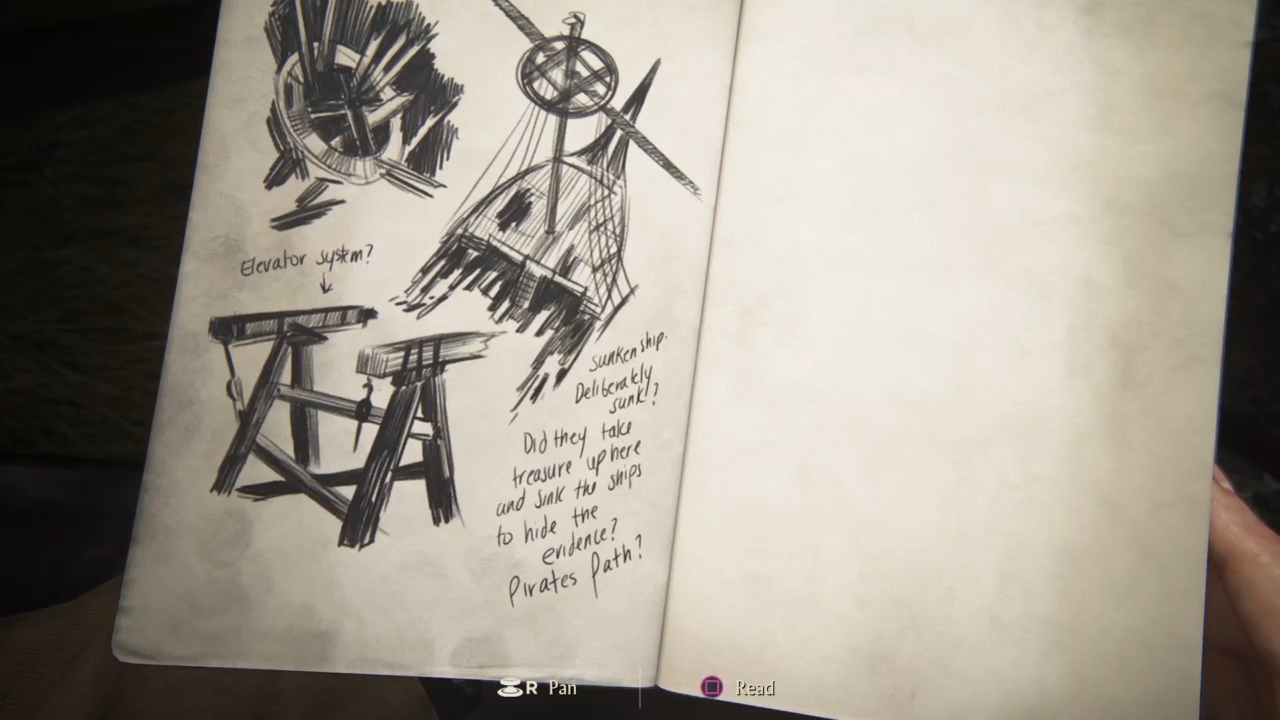 Elevator system?
Sunken ship.
Deliberately
sunk!?
Did they take
treasure up here
and sink the ships
to hide the
evidence?
Pirates Path?
R Pan
Read